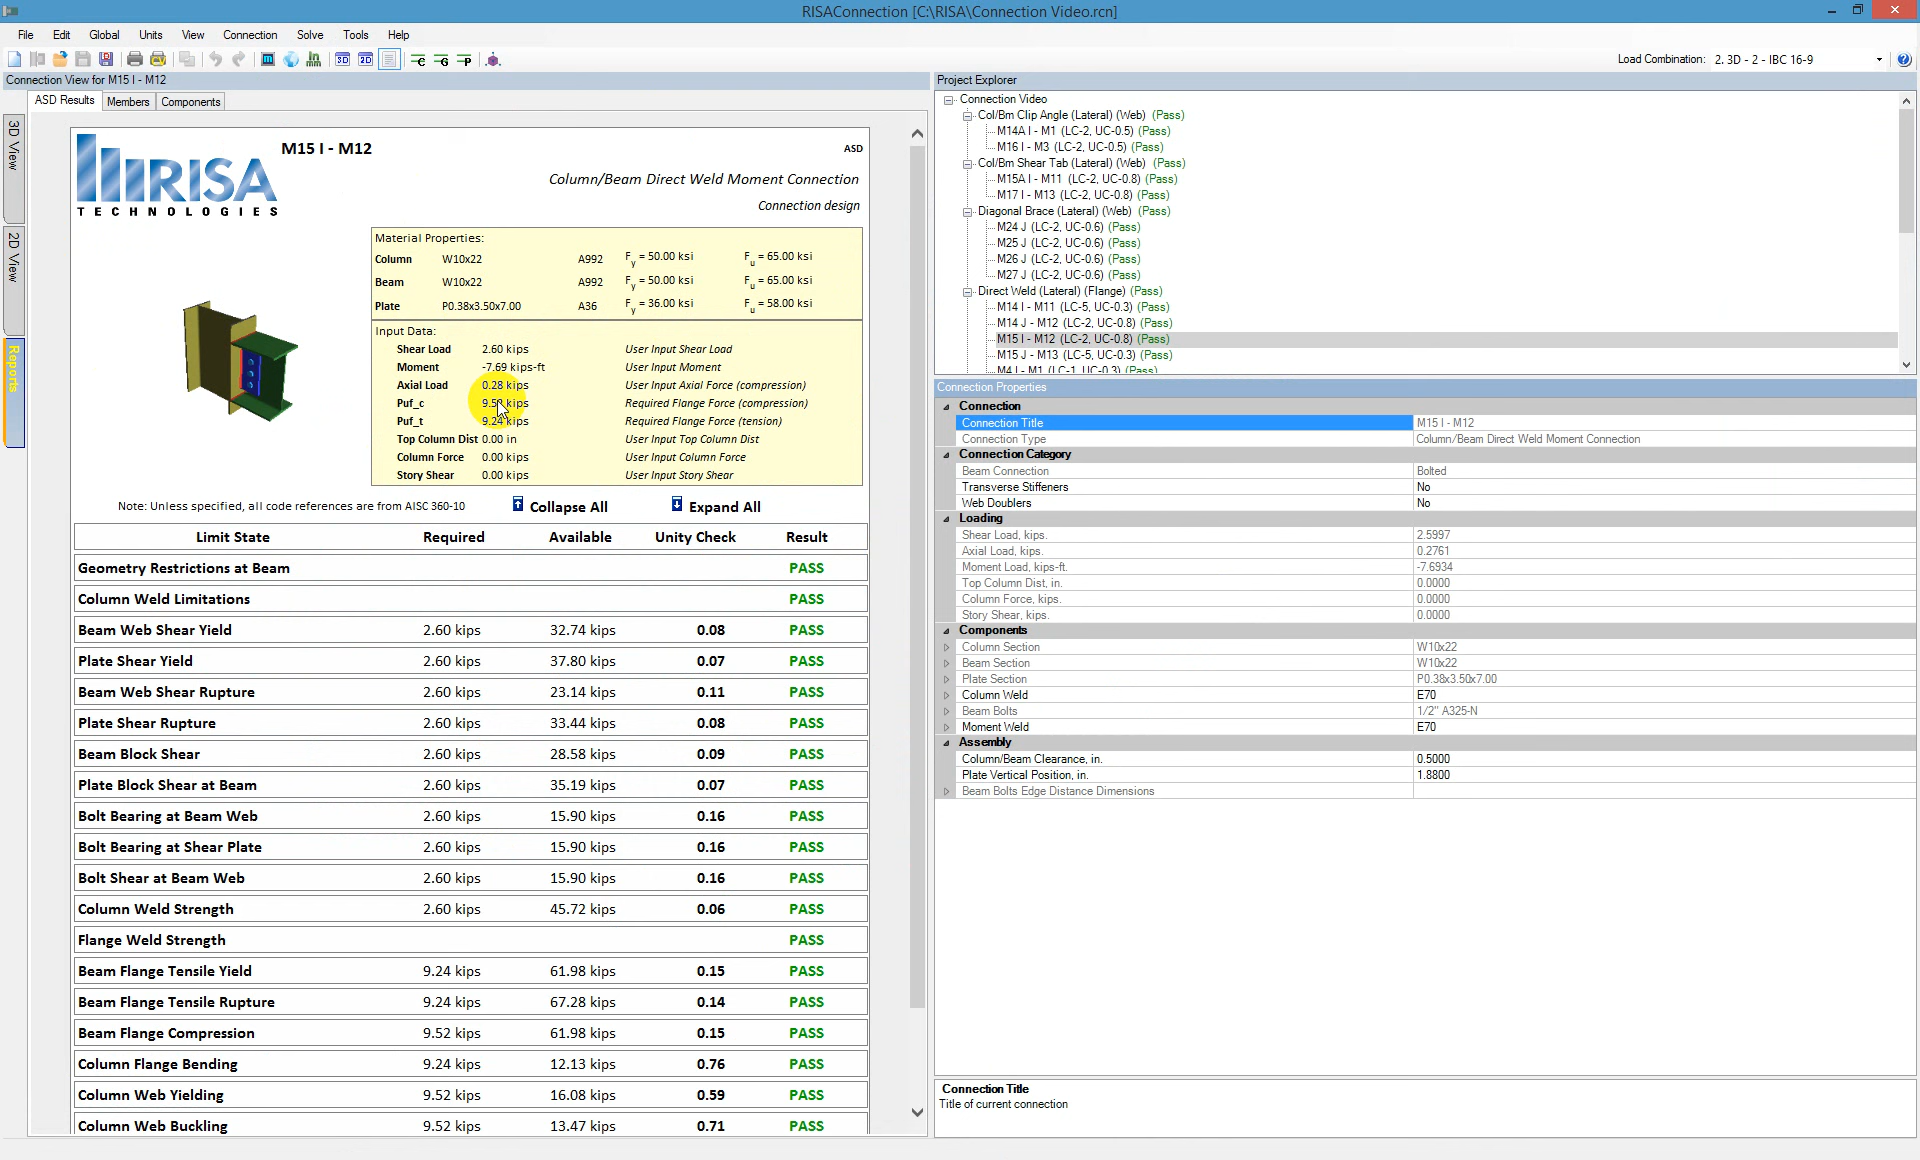 RISAConnection [C:\RISA\Connection Video.rcn]
File Edit Global Units View Connection Solve Tools Help
Load Combination: 2. 3D - 2 - IBC 16-9
Connection View for M15 I - M12
ASD Results Members Components
3D View
2D View
Reports
RISA
TECHNOLOGIES
M15 I - M12
ASD
Column/Beam Direct Weld Moment Connection
Connection design
Material Properties:
Column W10x22 A992 Fy = 50.00 ksi Fu = 65.00 ksi
Beam W10x22 A992 Fy = 50.00 ksi Fu = 65.00 ksi
Plate P0.38x3.50x7.00 A36 Fy = 36.00 ksi Fu = 58.00 ksi
Input Data:
Shear Load 2.60 kips User Input Shear Load
Moment -7.69 kips-ft User Input Moment
Axial Load 0.28 kips User Input Axial Force (compression)
Puf_c 9.52 kips Required Flange Force (compression)
Puf_t 9.24 kips Required Flange Force (tension)
Top Column Dist 0.00 in User Input Top Column Dist
Column Force 0.00 kips User Input Column Force
Story Shear 0.00 kips User Input Story Shear
Note: Unless specified, all code references are from AISC 360-10 Collapse All Expand All
Limit State Required Available Unity Check Result
Geometry Restrictions at Beam PASS
Column Weld Limitations PASS
Beam Web Shear Yield 2.60 kips 32.74 kips 0.08 PASS
Plate Shear Yield 2.60 kips 37.80 kips 0.07 PASS
Beam Web Shear Rupture 2.60 kips 23.14 kips 0.11 PASS
Plate Shear Rupture 2.60 kips 33.44 kips 0.08 PASS
Beam Block Shear 2.60 kips 28.58 kips 0.09 PASS
Plate Block Shear at Beam 2.60 kips 35.19 kips 0.07 PASS
Bolt Bearing at Beam Web 2.60 kips 15.90 kips 0.16 PASS
Bolt Bearing at Shear Plate 2.60 kips 15.90 kips 0.16 PASS
Bolt Shear at Beam Web 2.60 kips 15.90 kips 0.16 PASS
Column Weld Strength 2.60 kips 45.72 kips 0.06 PASS
Flange Weld Strength PASS
Beam Flange Tensile Yield 9.24 kips 61.98 kips 0.15 PASS
Beam Flange Tensile Rupture 9.24 kips 67.28 kips 0.14 PASS
Beam Flange Compression 9.52 kips 61.98 kips 0.15 PASS
Column Flange Bending 9.24 kips 12.13 kips 0.76 PASS
Column Web Yielding 9.52 kips 16.08 kips 0.59 PASS
Column Web Buckling 9.52 kips 13.47 kips 0.71 PASS
Project Explorer
Connection Video
Col/Bm Clip Angle (Lateral) (Web) (Pass)
M14A I - M1 (LC-2, UC-0.5) (Pass)
M16 I - M3 (LC-2, UC-0.5) (Pass)
Col/Bm Shear Tab (Lateral) (Web) (Pass)
M15A I - M11 (LC-2, UC-0.8) (Pass)
M17 I - M13 (LC-2, UC-0.8) (Pass)
Diagonal Brace (Lateral) (Web) (Pass)
M24 J (LC-2, UC-0.6) (Pass)
M25 J (LC-2, UC-0.6) (Pass)
M26 J (LC-2, UC-0.6) (Pass)
M27 J (LC-2, UC-0.6) (Pass)
Direct Weld (Lateral) (Flange) (Pass)
M14 I - M11 (LC-5, UC-0.3) (Pass)
M14 J - M12 (LC-2, UC-0.8) (Pass)
M15 I - M12 (LC-2, UC-0.8) (Pass)
M15 J - M13 (LC-5, UC-0.3) (Pass)
M4 I - M1 (LC-1, UC-0.3) (Pass)
Connection Properties
Connection
Connection Title M15 I - M12
Connection Type Column/Beam Direct Weld Moment Connection
Connection Category
Beam Connection Bolted
Transverse Stiffeners No
Web Doublers No
Loading
Shear Load, kips. 2.5997
Axial Load, kips. 0.2761
Moment Load, kips-ft. -7.6934
Top Column Dist, in. 0.0000
Column Force, kips. 0.0000
Story Shear, kips. 0.0000
Components
Column Section W10x22
Beam Section W10x22
Plate Section P0.38x3.50x7.00
Column Weld E70
Beam Bolts 1/2" A325-N
Moment Weld E70
Assembly
Column/Beam Clearance, in. 0.5000
Plate Vertical Position, in. 1.8800
Beam Bolts Edge Distance Dimensions
Connection Title
Title of current connection